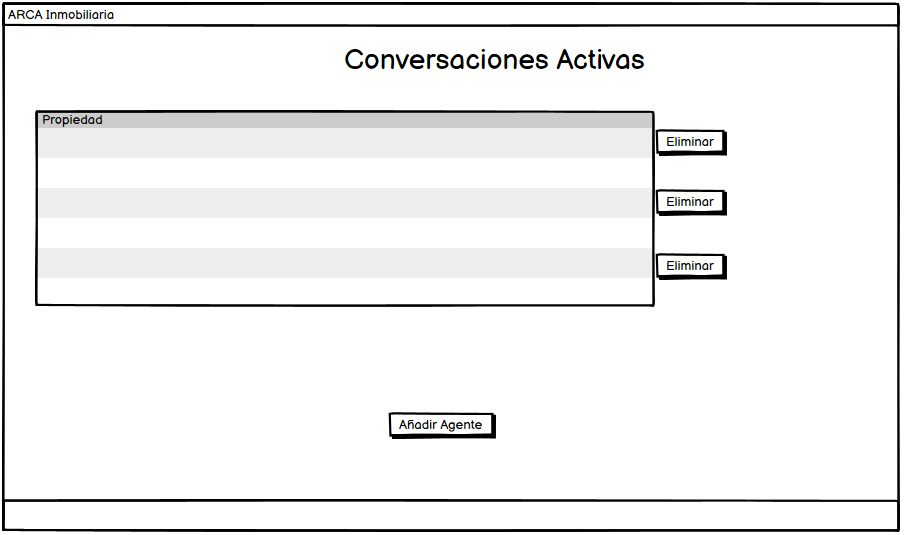 ARCA Inmobiliaria
Conversaciones Activas
Propiedad
Eliminar
Eliminar
Eliminar
Añadir Agente